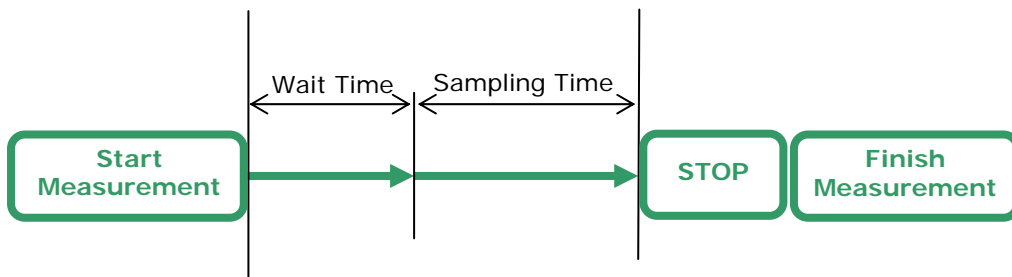 Wait Time
Sampling Time
Start
Measurement
STOP
Finish
Measurement